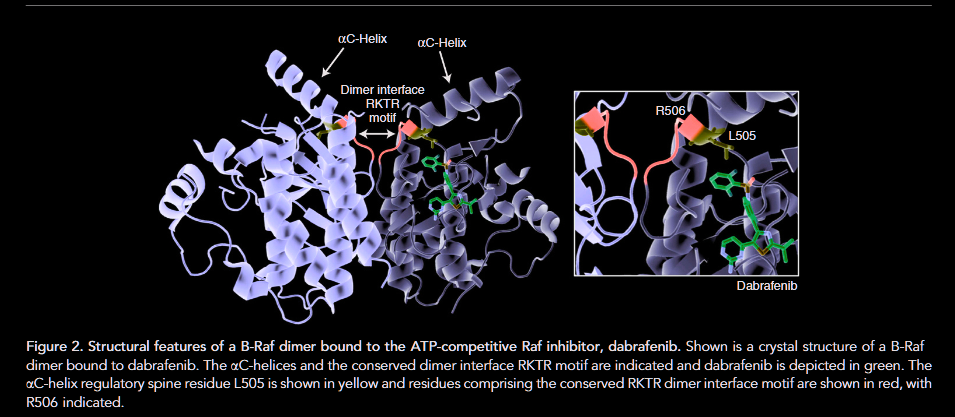 αC-Helix
αC-Helix
Dimer interface
RKTR
motif
R506
L505
Dabrafenib
Figure 2. Structural features of a B-Raf dimer bound to the ATP-competitive Raf inhibitor, dabrafenib. Shown is a crystal structure of a B-Raf
dimer bound to dabrafenib. The αC-helices and the conserved dimer interface RKTR motif are indicated and dabrafenib is depicted in green. The
αC-helix regulatory spine residue L505 is shown in yellow and residues comprising the conserved RKTR dimer interface motif are shown in red, with
R506 indicated.